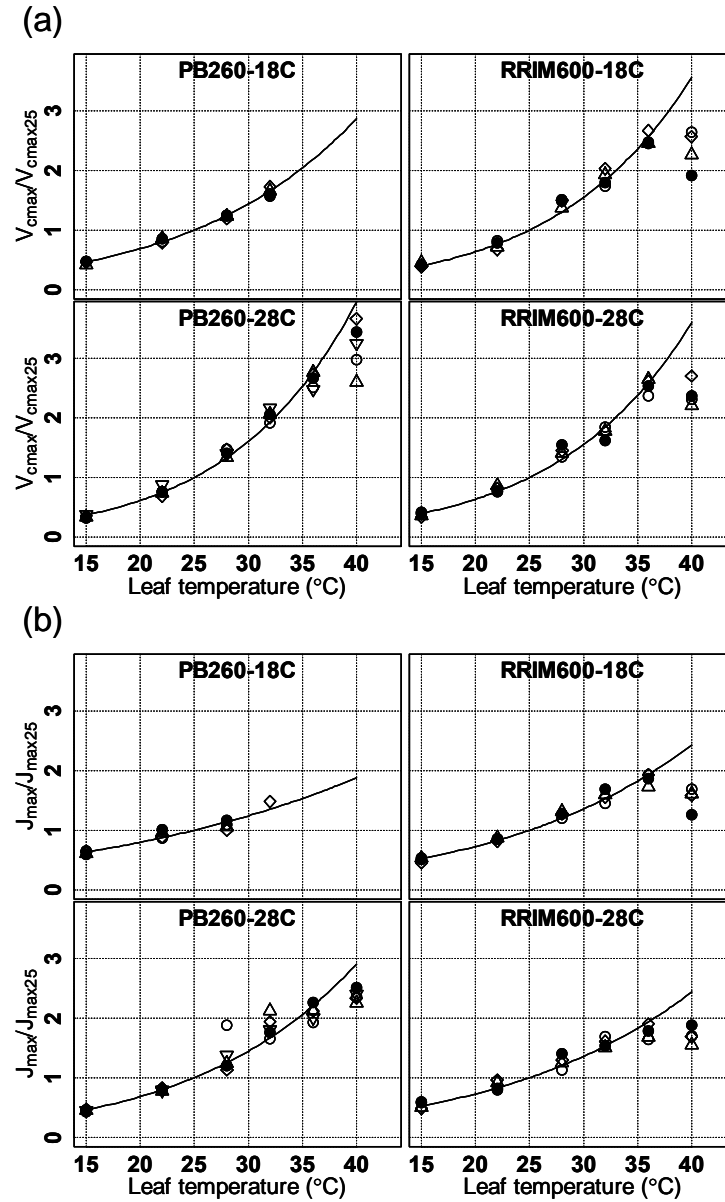 (a)
PB260-18C RRIM600-18C
Vcmax/Vcmax25
0 1 2 3
PB260-28C RRIM600-28C
Vcmax/Vcmax25
0 1 2 3
15 20 25 30 35 40 15 20 25 30 35 40
Leaf temperature (°C) Leaf temperature (°C)
(b)
PB260-18C RRIM600-18C
Jmax/Jmax25
0 1 2 3
PB260-28C RRIM600-28C
Jmax/Jmax25
0 1 2 3
15 20 25 30 35 40 15 20 25 30 35 40
Leaf temperature (°C) Leaf temperature (°C)